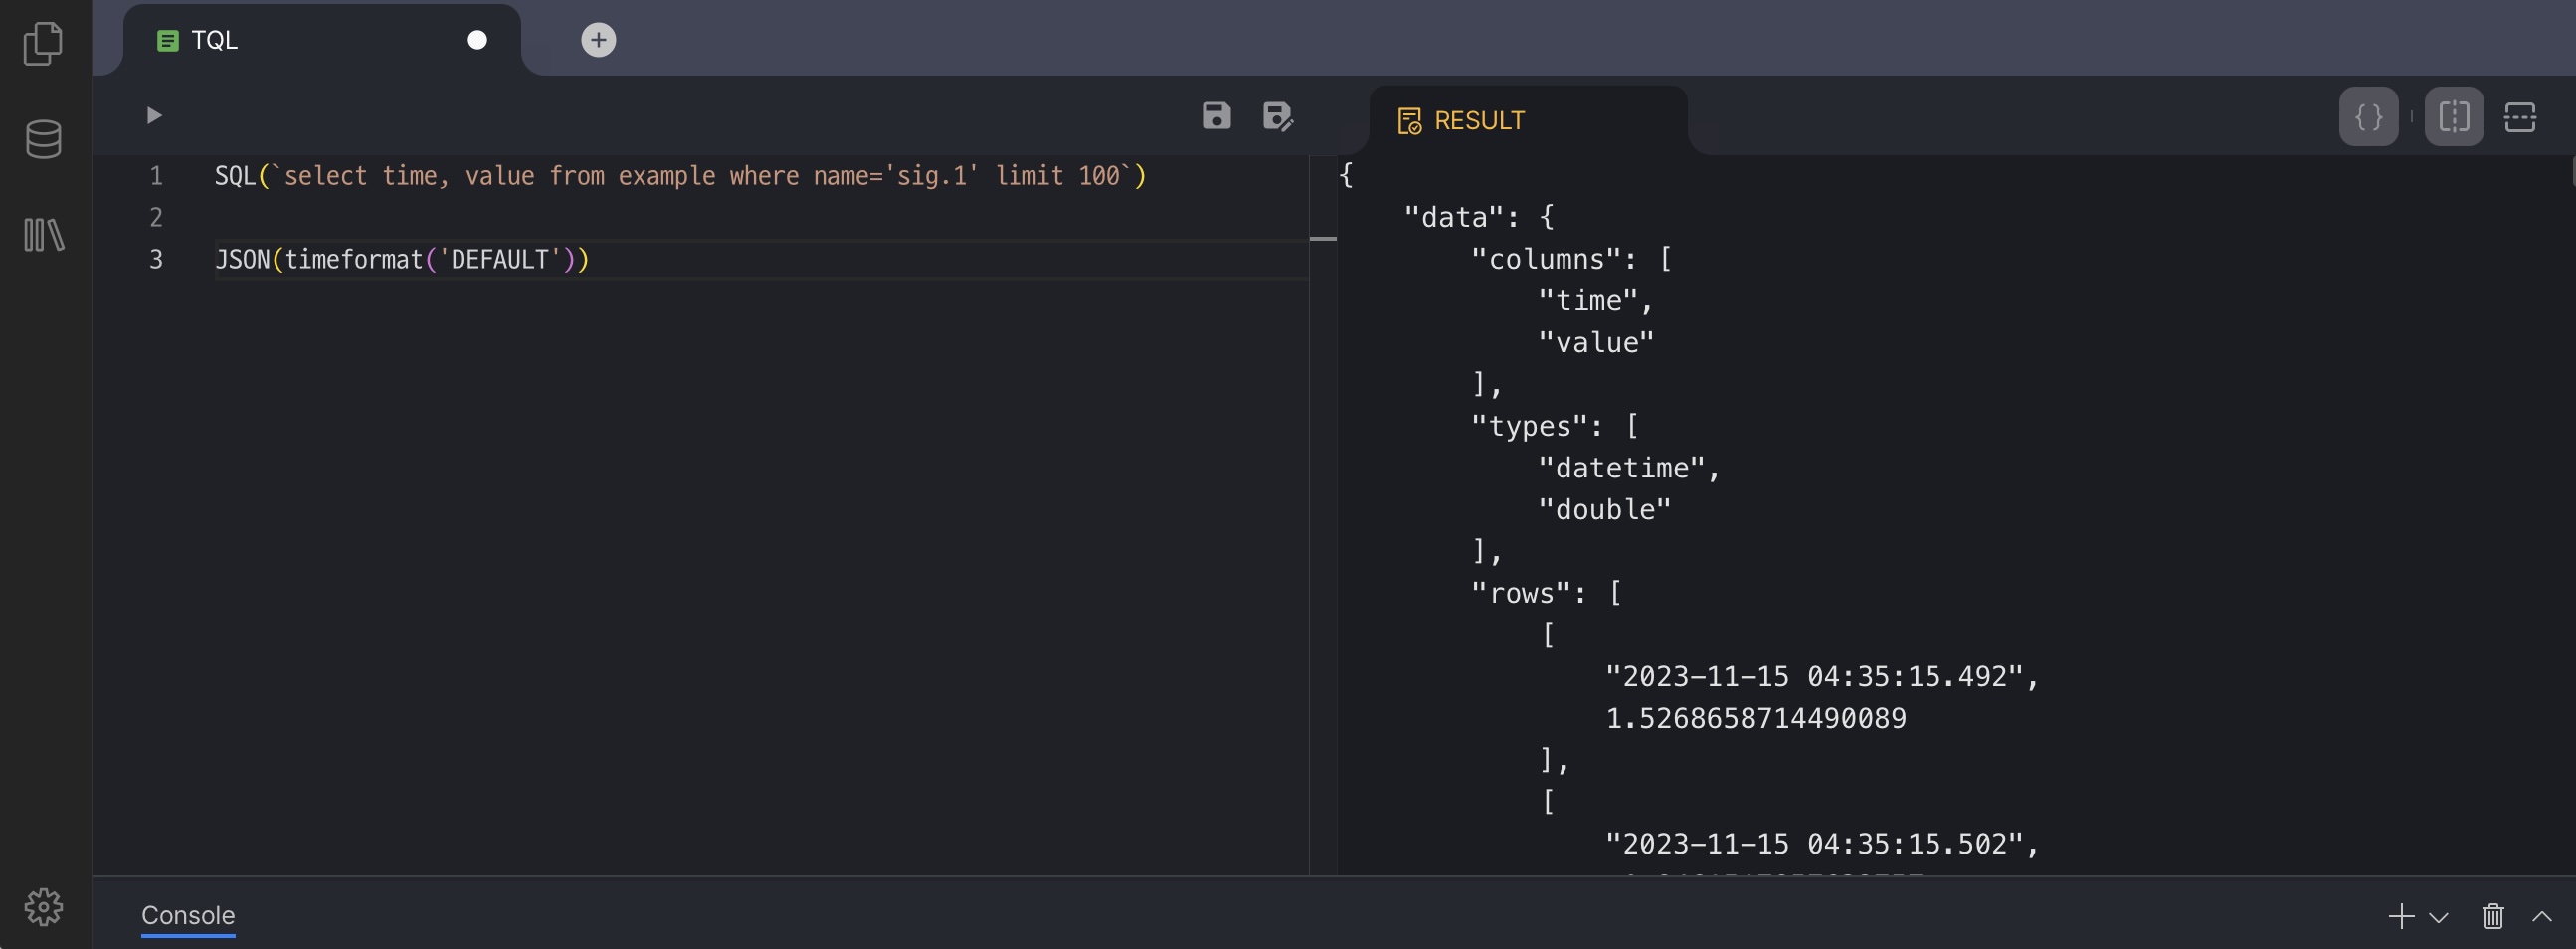 TQL
1 SQL(`select time, value from example where name='sig.1' limit 100`)
2
3 JSON(timeformat('DEFAULT'))
RESULT
{
"data": {
"columns": [
"time",
"value"
],
"types": [
"datetime",
"double"
],
"rows": [
[
"2023-11-15 04:35:15.492",
1.5268658714490089
],
[
"2023-11-15 04:35:15.502",
Console